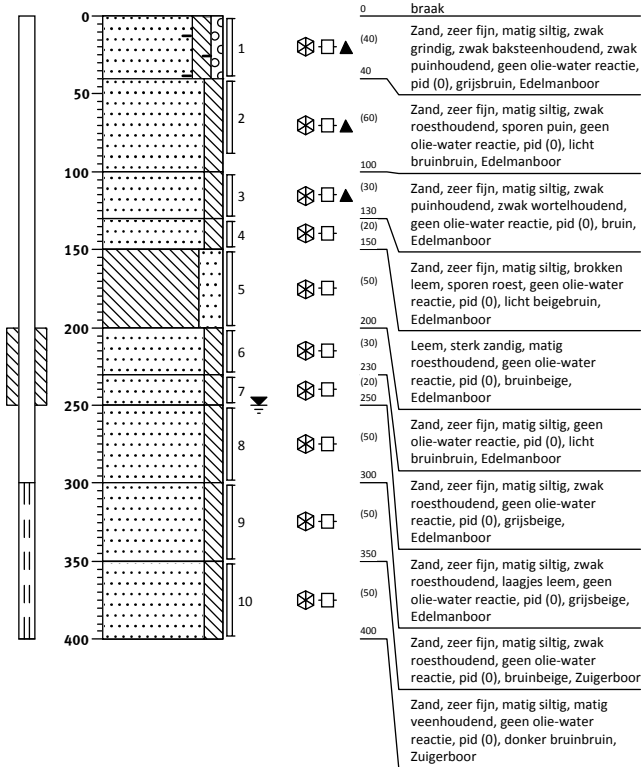 0
50
100
150
200
250
300
350
400
1
2
3
4
5
6
7
8
9
10
0
(40)
40
(60)
100
(30)
130
(20)
150
(50)
200
(30)
230
(20)
250
(50)
300
(50)
350
(50)
400
braak
Zand, zeer fijn, matig siltig, zwak
grindig, zwak baksteenhoudend, zwak
puinhoudend, geen olie-water reactie,
pid (0), grijsbruin, Edelmanboor
Zand, zeer fijn, matig siltig, zwak
roesthoudend, sporen puin, geen
olie-water reactie, pid (0), licht
bruinbruin, Edelmanboor
Zand, zeer fijn, matig siltig, zwak
puinhoudend, zwak wortelhoudend,
geen olie-water reactie, pid (0), bruin,
Edelmanboor
Zand, zeer fijn, matig siltig, brokken
leem, sporen roest, geen olie-water
reactie, pid (0), licht beigebruin,
Edelmanboor
Leem, sterk zandig, matig
roesthoudend, geen olie-water
reactie, pid (0), bruinbeige,
Edelmanboor
Zand, zeer fijn, matig siltig, geen
olie-water reactie, pid (0), licht
bruinbruin, Edelmanboor
Zand, zeer fijn, matig siltig, zwak
roesthoudend, geen olie-water
reactie, pid (0), grijsbeige,
Edelmanboor
Zand, zeer fijn, matig siltig, zwak
roesthoudend, laagjes leem, geen
olie-water reactie, pid (0), grijsbeige,
Edelmanboor
Zand, zeer fijn, matig siltig, zwak
roesthoudend, geen olie-water
reactie, pid (0), bruinbeige, Zuigerboor
Zand, zeer fijn, matig siltig, matig
veenhoudend, geen olie-water
reactie, pid (0), donker bruinbruin,
Zuigerboor